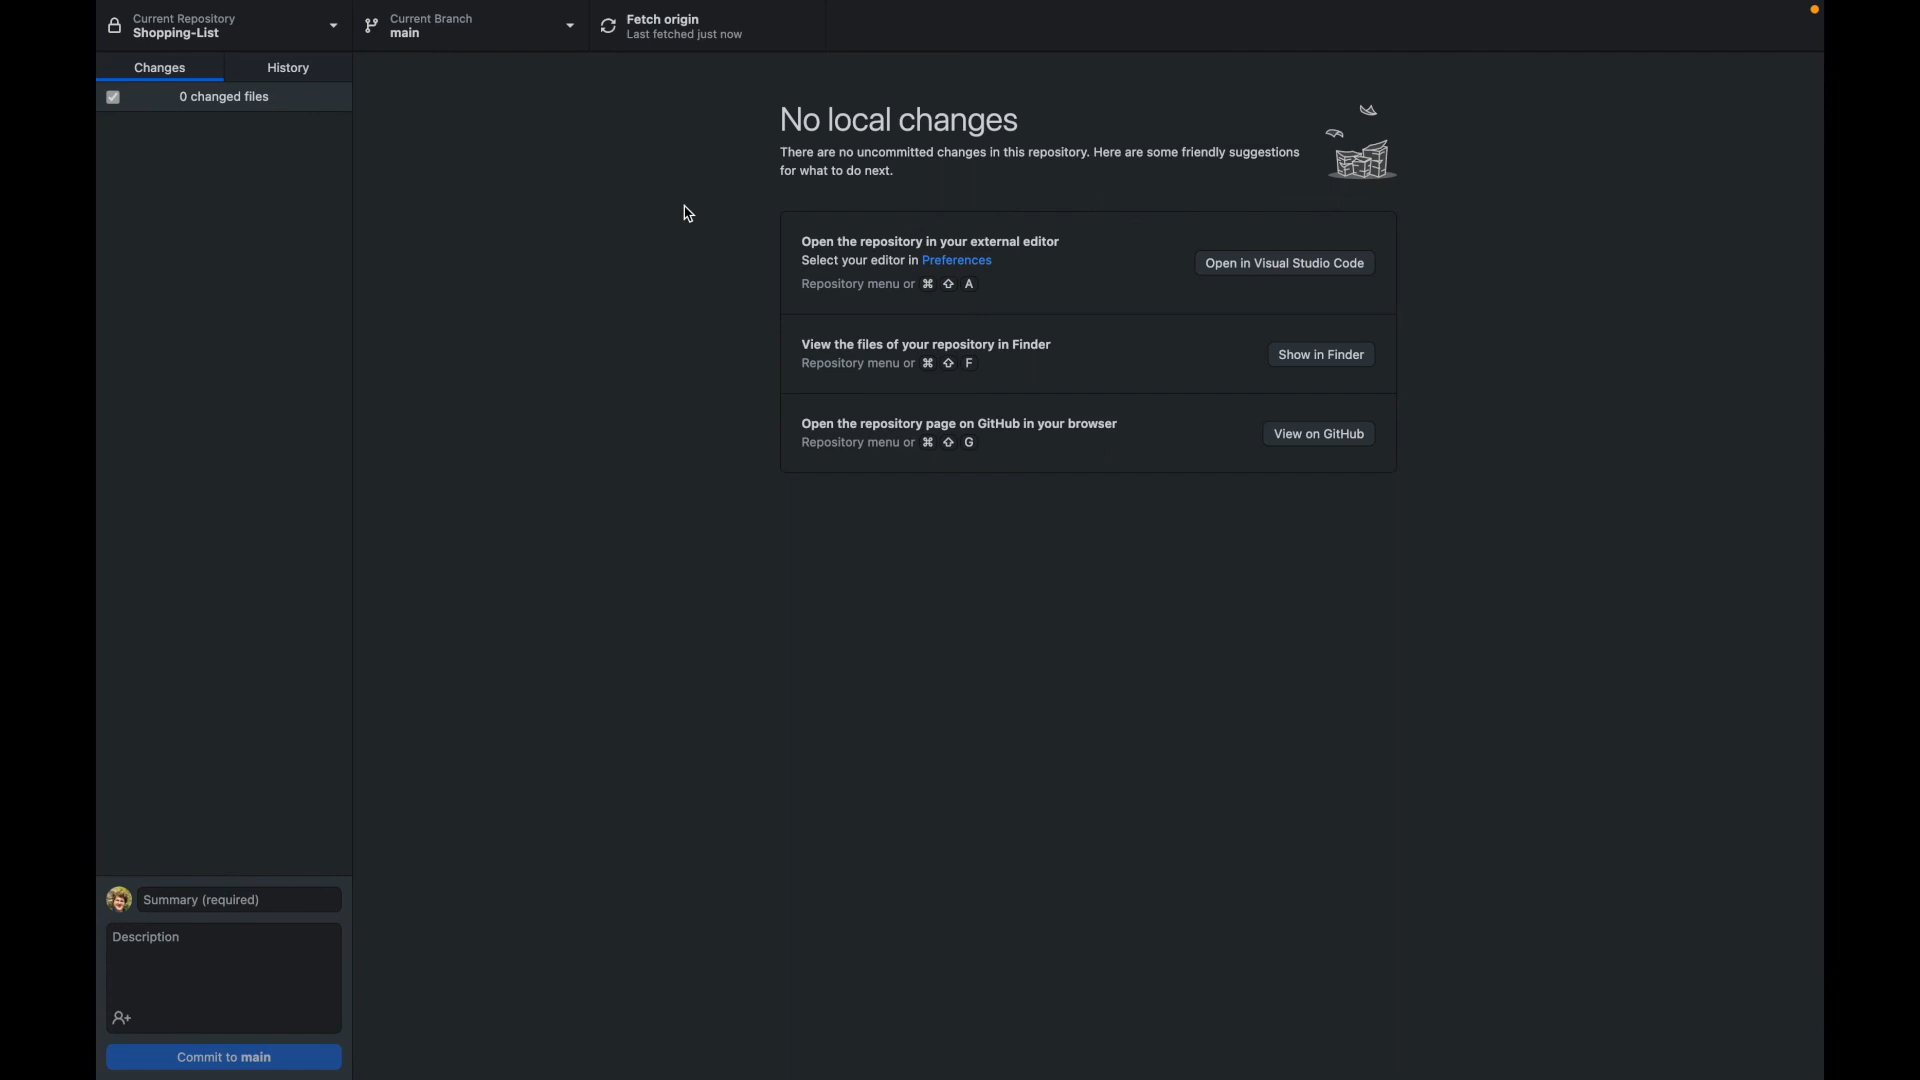 Current Repository
Shopping-List
Current Branch
main
Fetch origin
Last fetched just now
Changes
History
0 changed files
No local changes
There are no uncommitted changes in this repository. Here are some friendly suggestions
for what to do next.
Open the repository in your external editor
Select your editor in Preferences
Repository menu or ⌘ ⇧ A
Open in Visual Studio Code
View the files of your repository in Finder
Repository menu or ⌘ ⇧ F
Show in Finder
Open the repository page on GitHub in your browser
Repository menu or ⌘ ⇧ G
View on GitHub
Summary (required)
Description
Commit to main